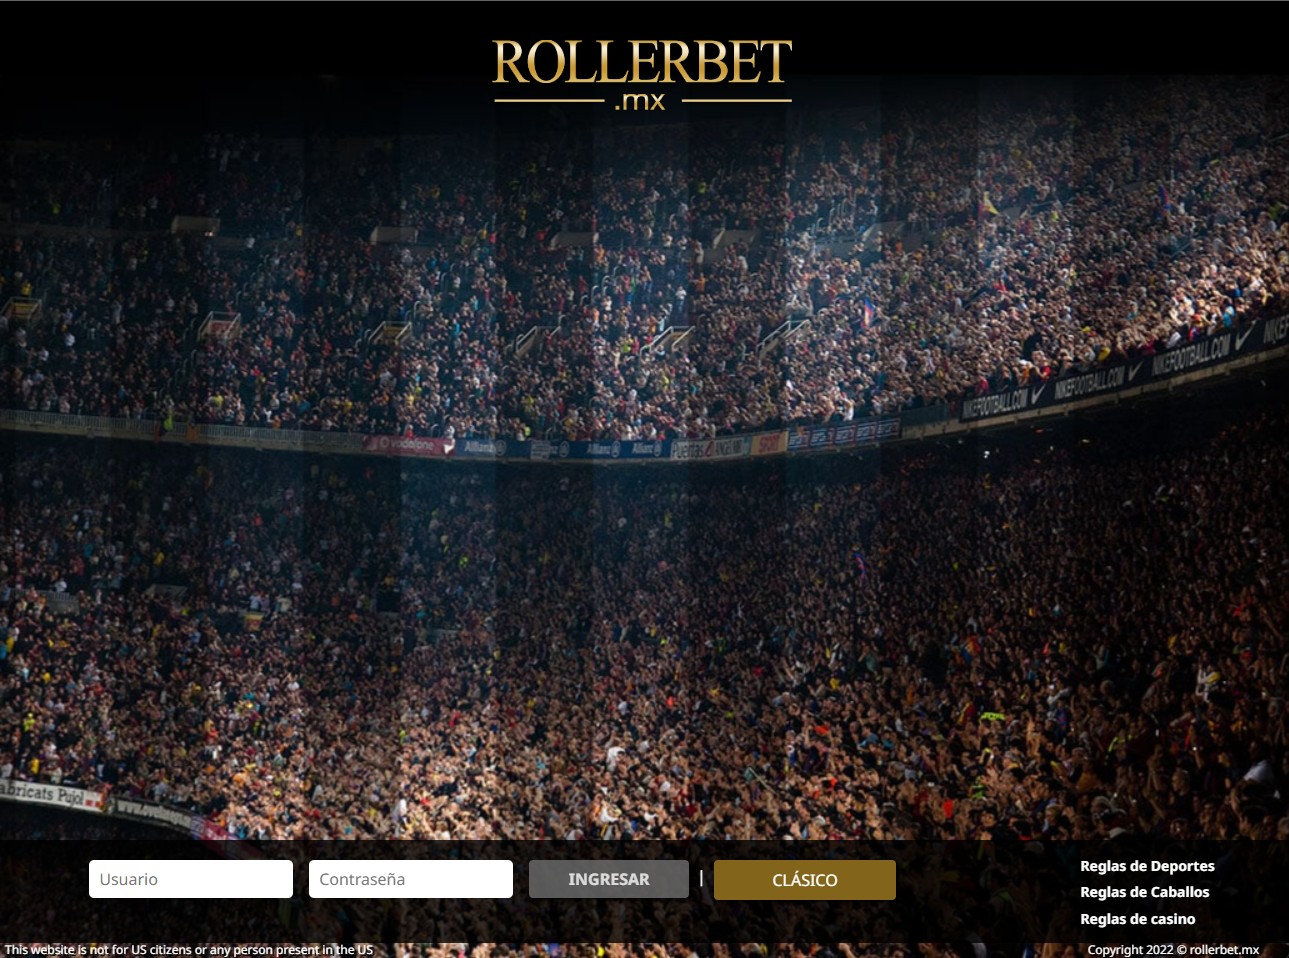 ROLLERBET
.mx
NIKEFOOTBALL.COM NIKEFOOTBALL.COM NIKEFOOTBALL.COM
vodafone Allianz Allianz Allianz
abricats Pujol
Usuario
Contraseña
INGRESAR
|
CLÁSICO
Reglas de Deportes
Reglas de Caballos
Reglas de casino
This website is not for US citizens or any person present in the US
Copyright 2022 © rollerbet.mx